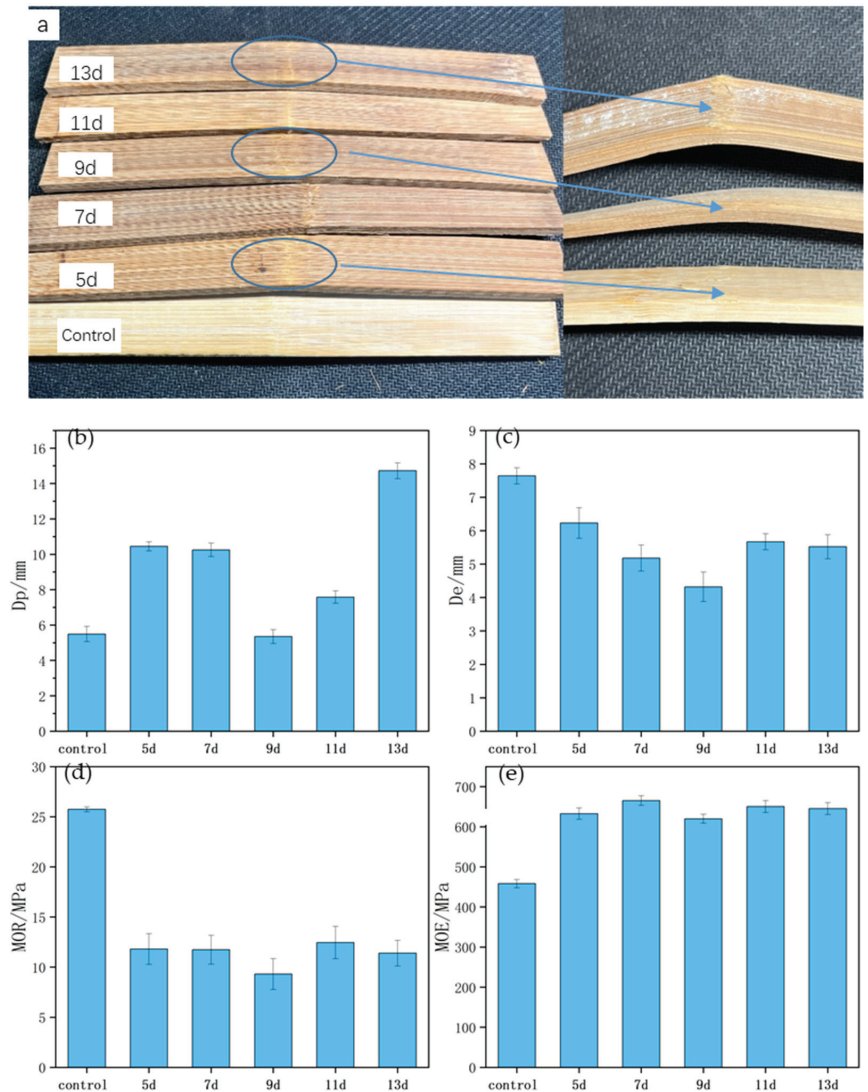 a
13d
11d
9d
7d
5d
Control
(b)
16
14
12
10
8
6
4
2
0
Dp/mm
control 5d 7d 9d 11d 13d
(c)
9
8
7
6
5
4
3
2
1
0
De/mm
control 5d 7d 9d 11d 13d
(d)
30
25
20
15
10
5
0
MOR/MPa
control 5d 7d 9d 11d 13d
(e)
700
600
500
400
300
200
100
0
MOE/MPa
control 5d 7d 9d 11d 13d